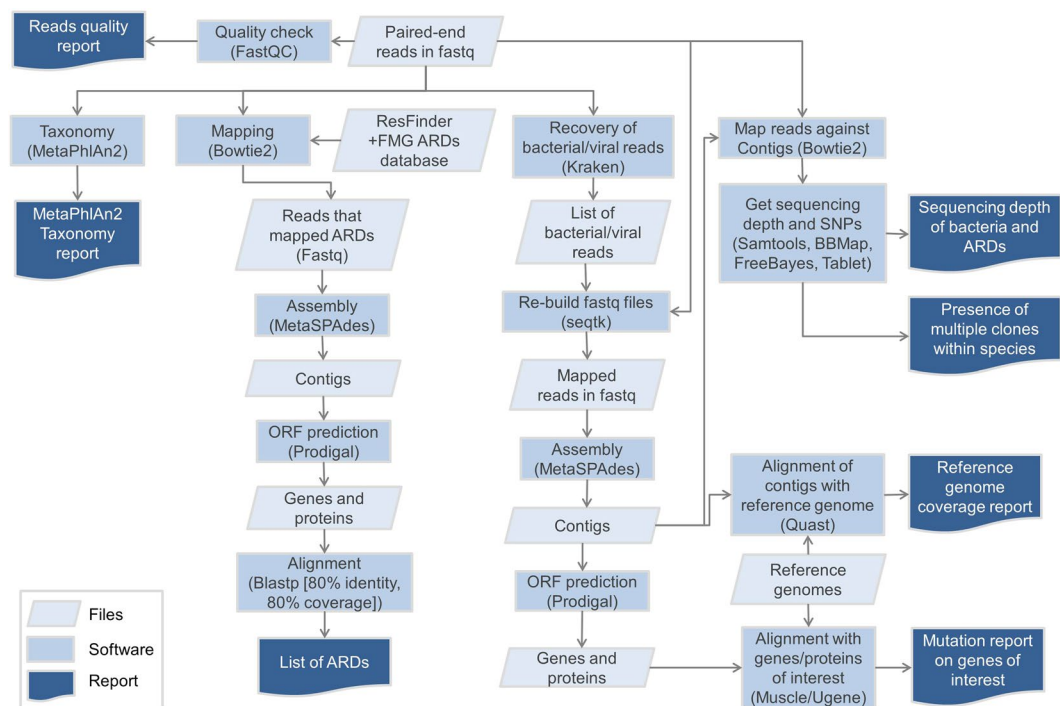 Reads quality
report
Quality check
(FastQC)
Paired-end
reads in fastq
Taxonomy
(MetaPhlAn2)
Mapping
(Bowtie2)
ResFinder
+FMG ARDs
database
Recovery of
bacterial/viral reads
(Kraken)
Map reads against
Contigs (Bowtie2)
MetaPhlAn2
Taxonomy
report
Reads that
mapped ARDs
(Fastq)
List of
bacterial/viral
reads
Get sequencing
depth and SNPs
(Samtools, BBMap,
FreeBayes, Tablet)
Sequencing depth
of bacteria and
ARDs
Assembly
(MetaSPAdes)
Re-build fastq files
(seqtk)
Presence of
multiple clones
within species
Contigs
Mapped
reads in fastq
ORF prediction
(Prodigal)
Assembly
(MetaSPAdes)
Alignment of
contigs with
reference genome
(Quast)
Reference
genome
coverage report
Genes and
proteins
Contigs
Alignment
(Blastp [80% identity,
80% coverage])
ORF prediction
(Prodigal)
Reference
genomes
List of ARDs
Genes and
proteins
Alignment with
genes/proteins
of interest
(Muscle/Ugene)
Mutation report
on genes of
interest
Files
Software
Report